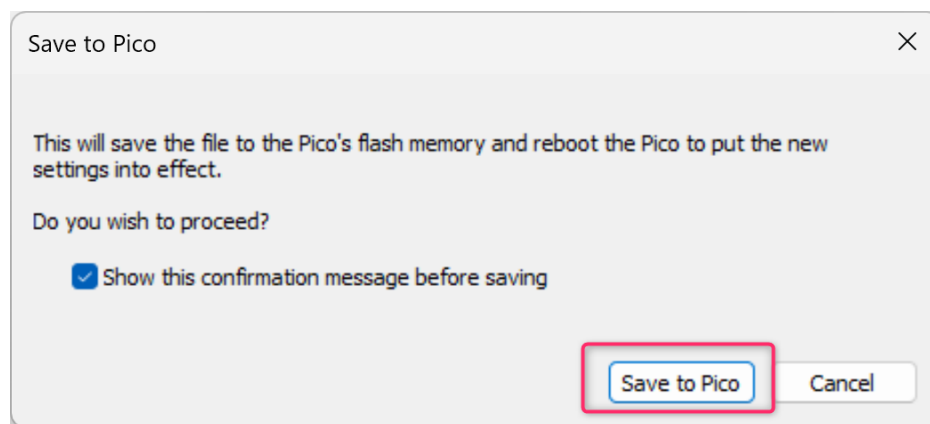 Save to Pico
This will save the file to the Pico's flash memory and reboot the Pico to put the new
settings into effect.
Do you wish to proceed?
Show this confirmation message before saving
Save to Pico Cancel